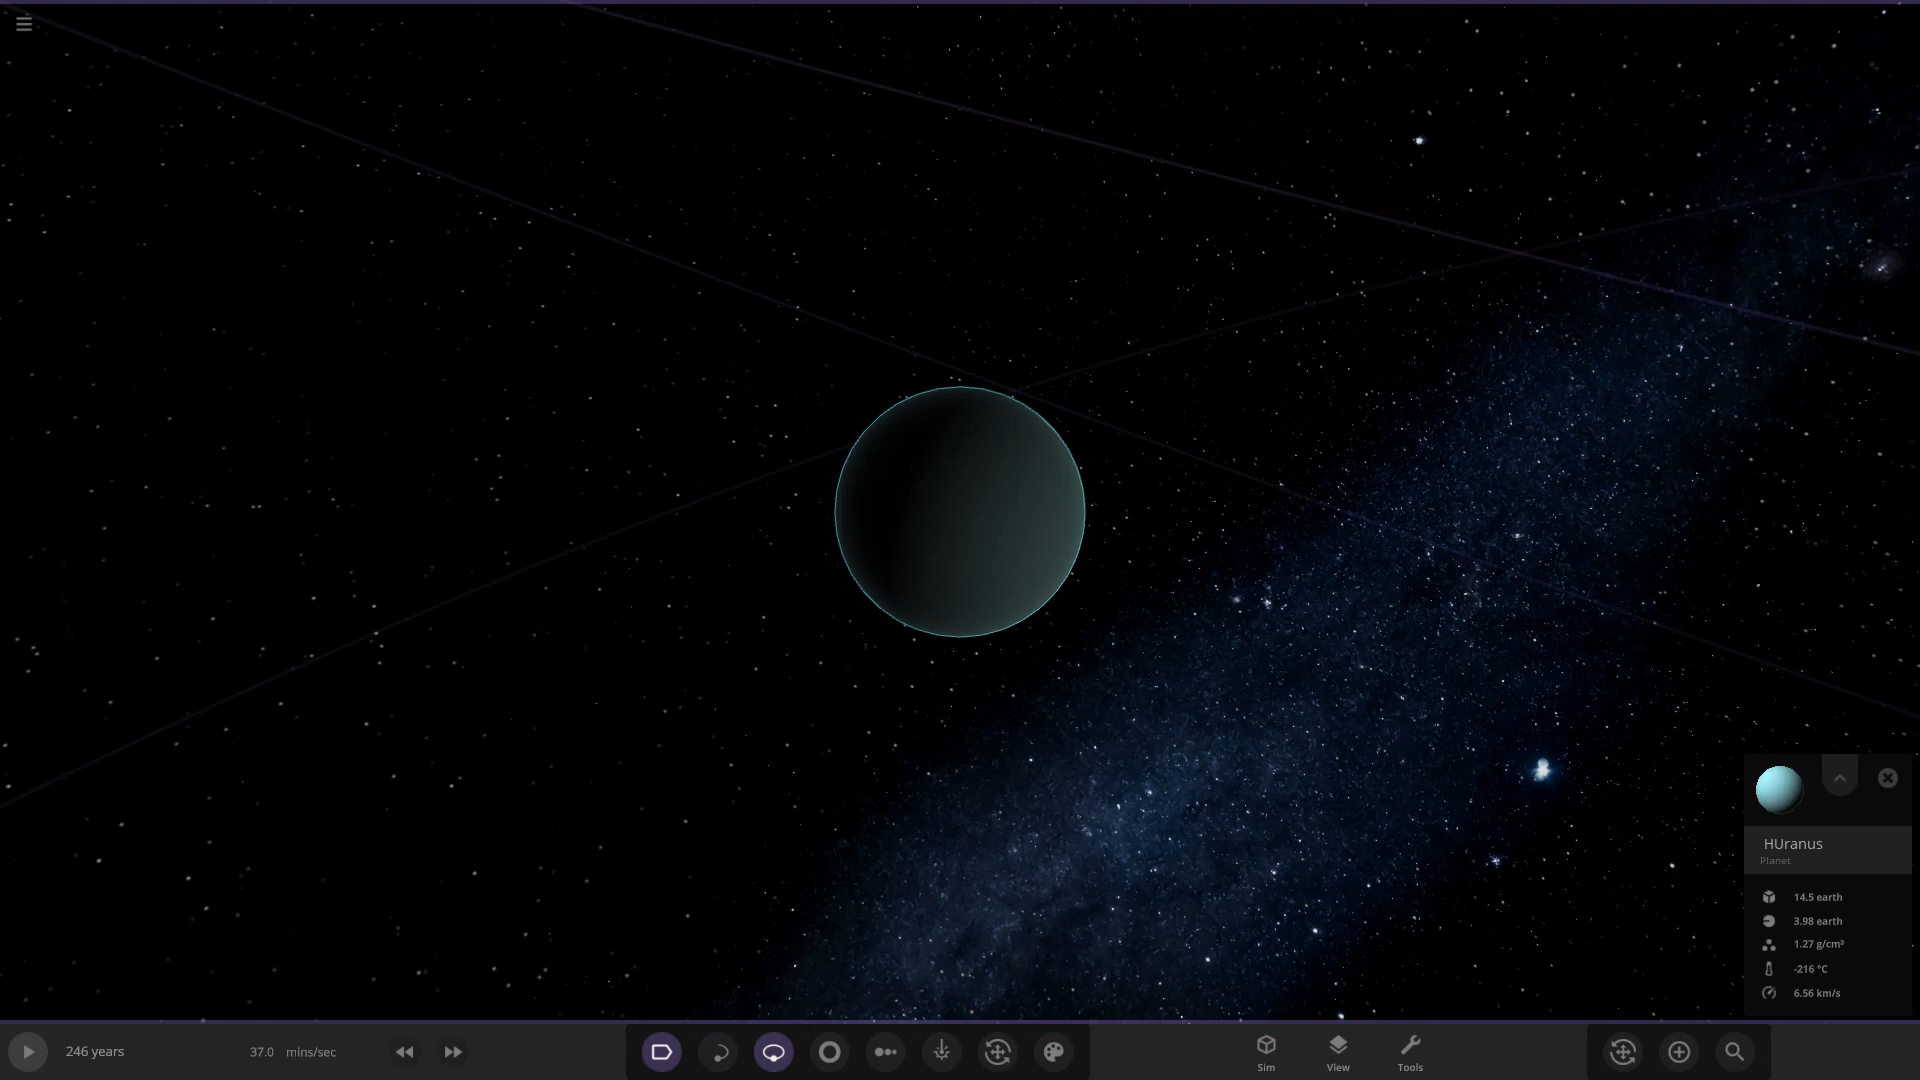 HUranus
Planet
14.5 earth
3.98 earth
1.27 g/cm³
-216 °C
6.56 km/s
246 years
37.0 mins/sec
Sim
View
Tools